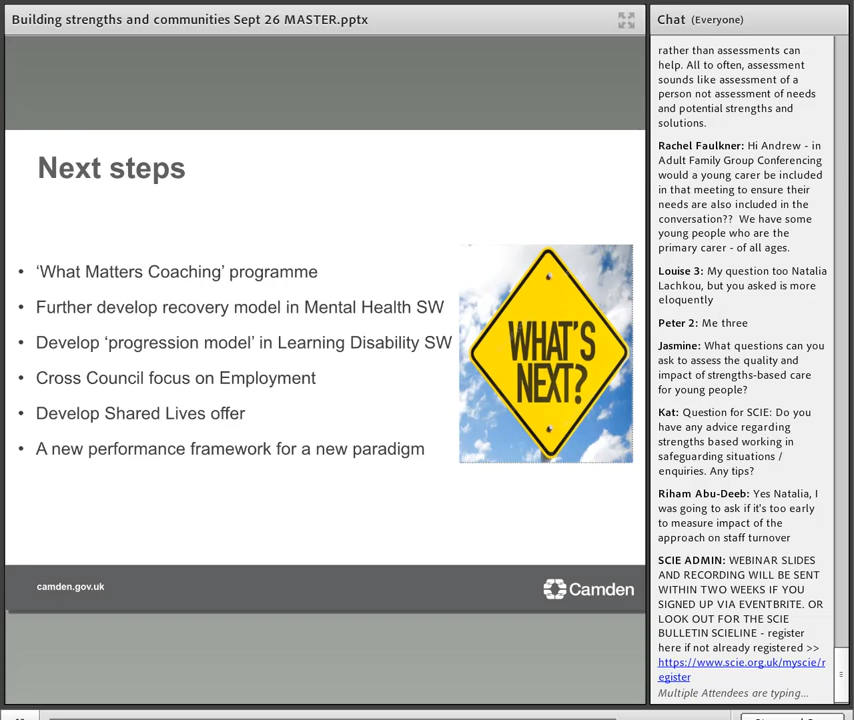 Building strengths and communities Sept 26 MASTER.pptx
Next steps
• ‘What Matters Coaching’ programme
• Further develop recovery model in Mental Health SW
• Develop ‘progression model’ in Learning Disability SW
• Cross Council focus on Employment
• Develop Shared Lives offer
• A new performance framework for a new paradigm
WHAT'S
NEXT?
camden.gov.uk
Camden
Chat (Everyone)
rather than assessments can
help. All to often, assessment
sounds like assessment of a
person not assessment of needs
and potential strengths and
solutions.
Rachel Faulkner: Hi Andrew - in
Adult Family Group Conferencing
would a young carer be included
in that meeting to ensure their
needs are also included in the
conversation?? We have some
young people who are the
primary carer - of all ages.
Louise 3: My question too Natalia
Lachkou, but you asked is more
eloquently
Peter 2: Me three
Jasmine: What questions can you
ask to assess the quality and
impact of strengths-based care
for young people?
Kat: Question for SCIE: Do you
have any advice regarding
strengths based working in
safeguarding situations /
enquiries. Any tips?
Riham Abu-Deeb: Yes Natalia, I
was going to ask if it's too early
to measure impact of the
approach on staff turnover
SCIE ADMIN: WEBINAR SLIDES
AND RECORDING WILL BE SENT
WITHIN TWO WEEKS IF YOU
SIGNED UP VIA EVENTBRITE. OR
LOOK OUT FOR THE SCIE
BULLETIN SCIELINE - register
here if not already registered >>
https://www.scie.org.uk/myscie/r
egister
Multiple Attendees are typing...